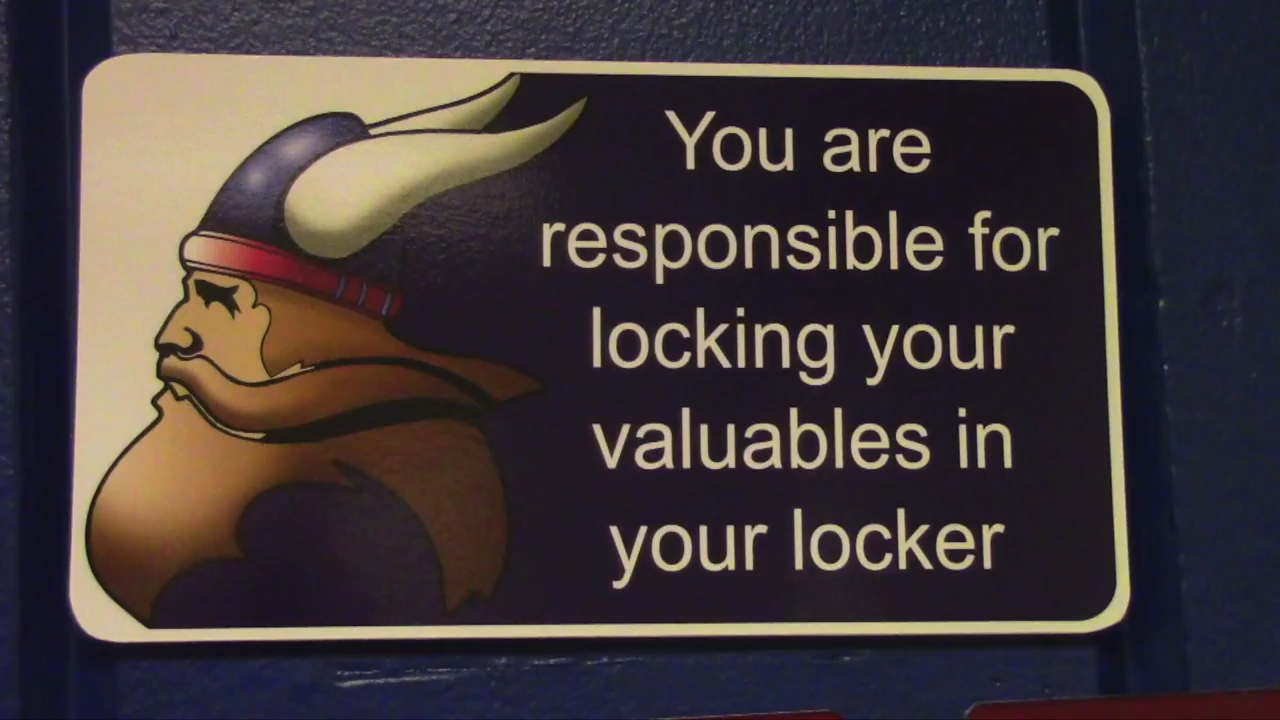 You are
responsible for
locking your
valuables in
your locker